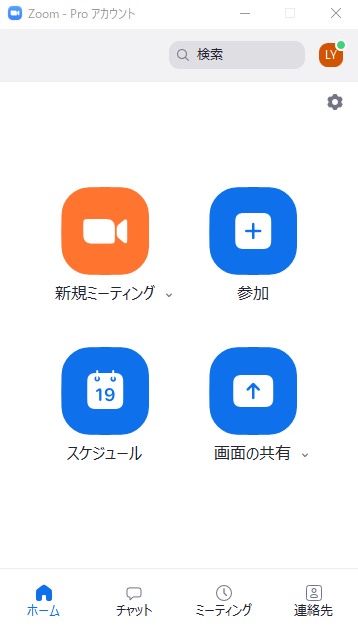 Zoom - Pro アカウント
検索
LY
新規ミーティング
参加
19
スケジュール
画面の共有
ホーム
チャット
ミーティング
連絡先